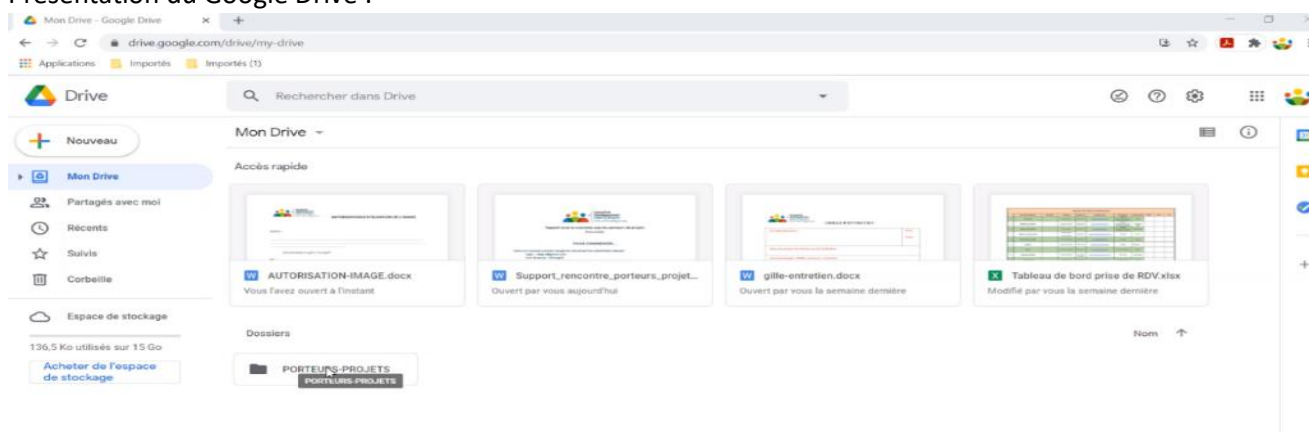 Présentation du Google Drive :
Mon Drive - Google Drive
drive.google.com/drive/my-drive
Applications Importés Importés (1)
Drive
Rechercher dans Drive
Nouveau
Mon Drive
Accès rapide
Mon Drive
Partagés avec moi
Récents
Suivis
Corbeille
Espace de stockage
136,5 Ko utilisés sur 15 Go
Acheter de l'espace
de stockage
AUTORISATION-IMAGE.docx
Vous l'avez ouvert à l'instant
Support_rencontre_porteurs_projet...
Ouvert par vous aujourd'hui
gille-entretien.docx
Ouvert par vous la semaine dernière
Tableau de bord prise de RDV.xlsx
Modifié par vous la semaine dernière
Dossiers
Nom
PORTEURS-PROJETS
PORTEURS-PROJETS